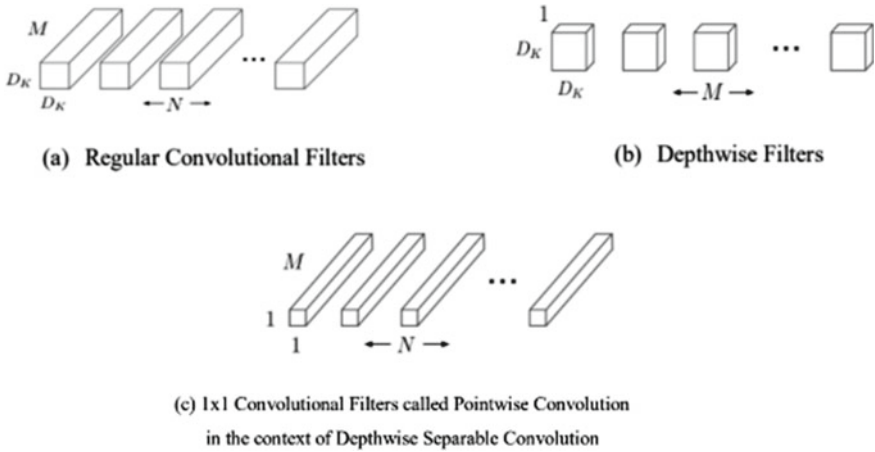 M
D_K
D_K
← N →
...
(a) Regular Convolutional Filters
1
D_K
D_K
← M →
...
(b) Depthwise Filters
M
1
1
← N →
...
(c) 1x1 Convolutional Filters called Pointwise Convolution
in the context of Depthwise Separable Convolution